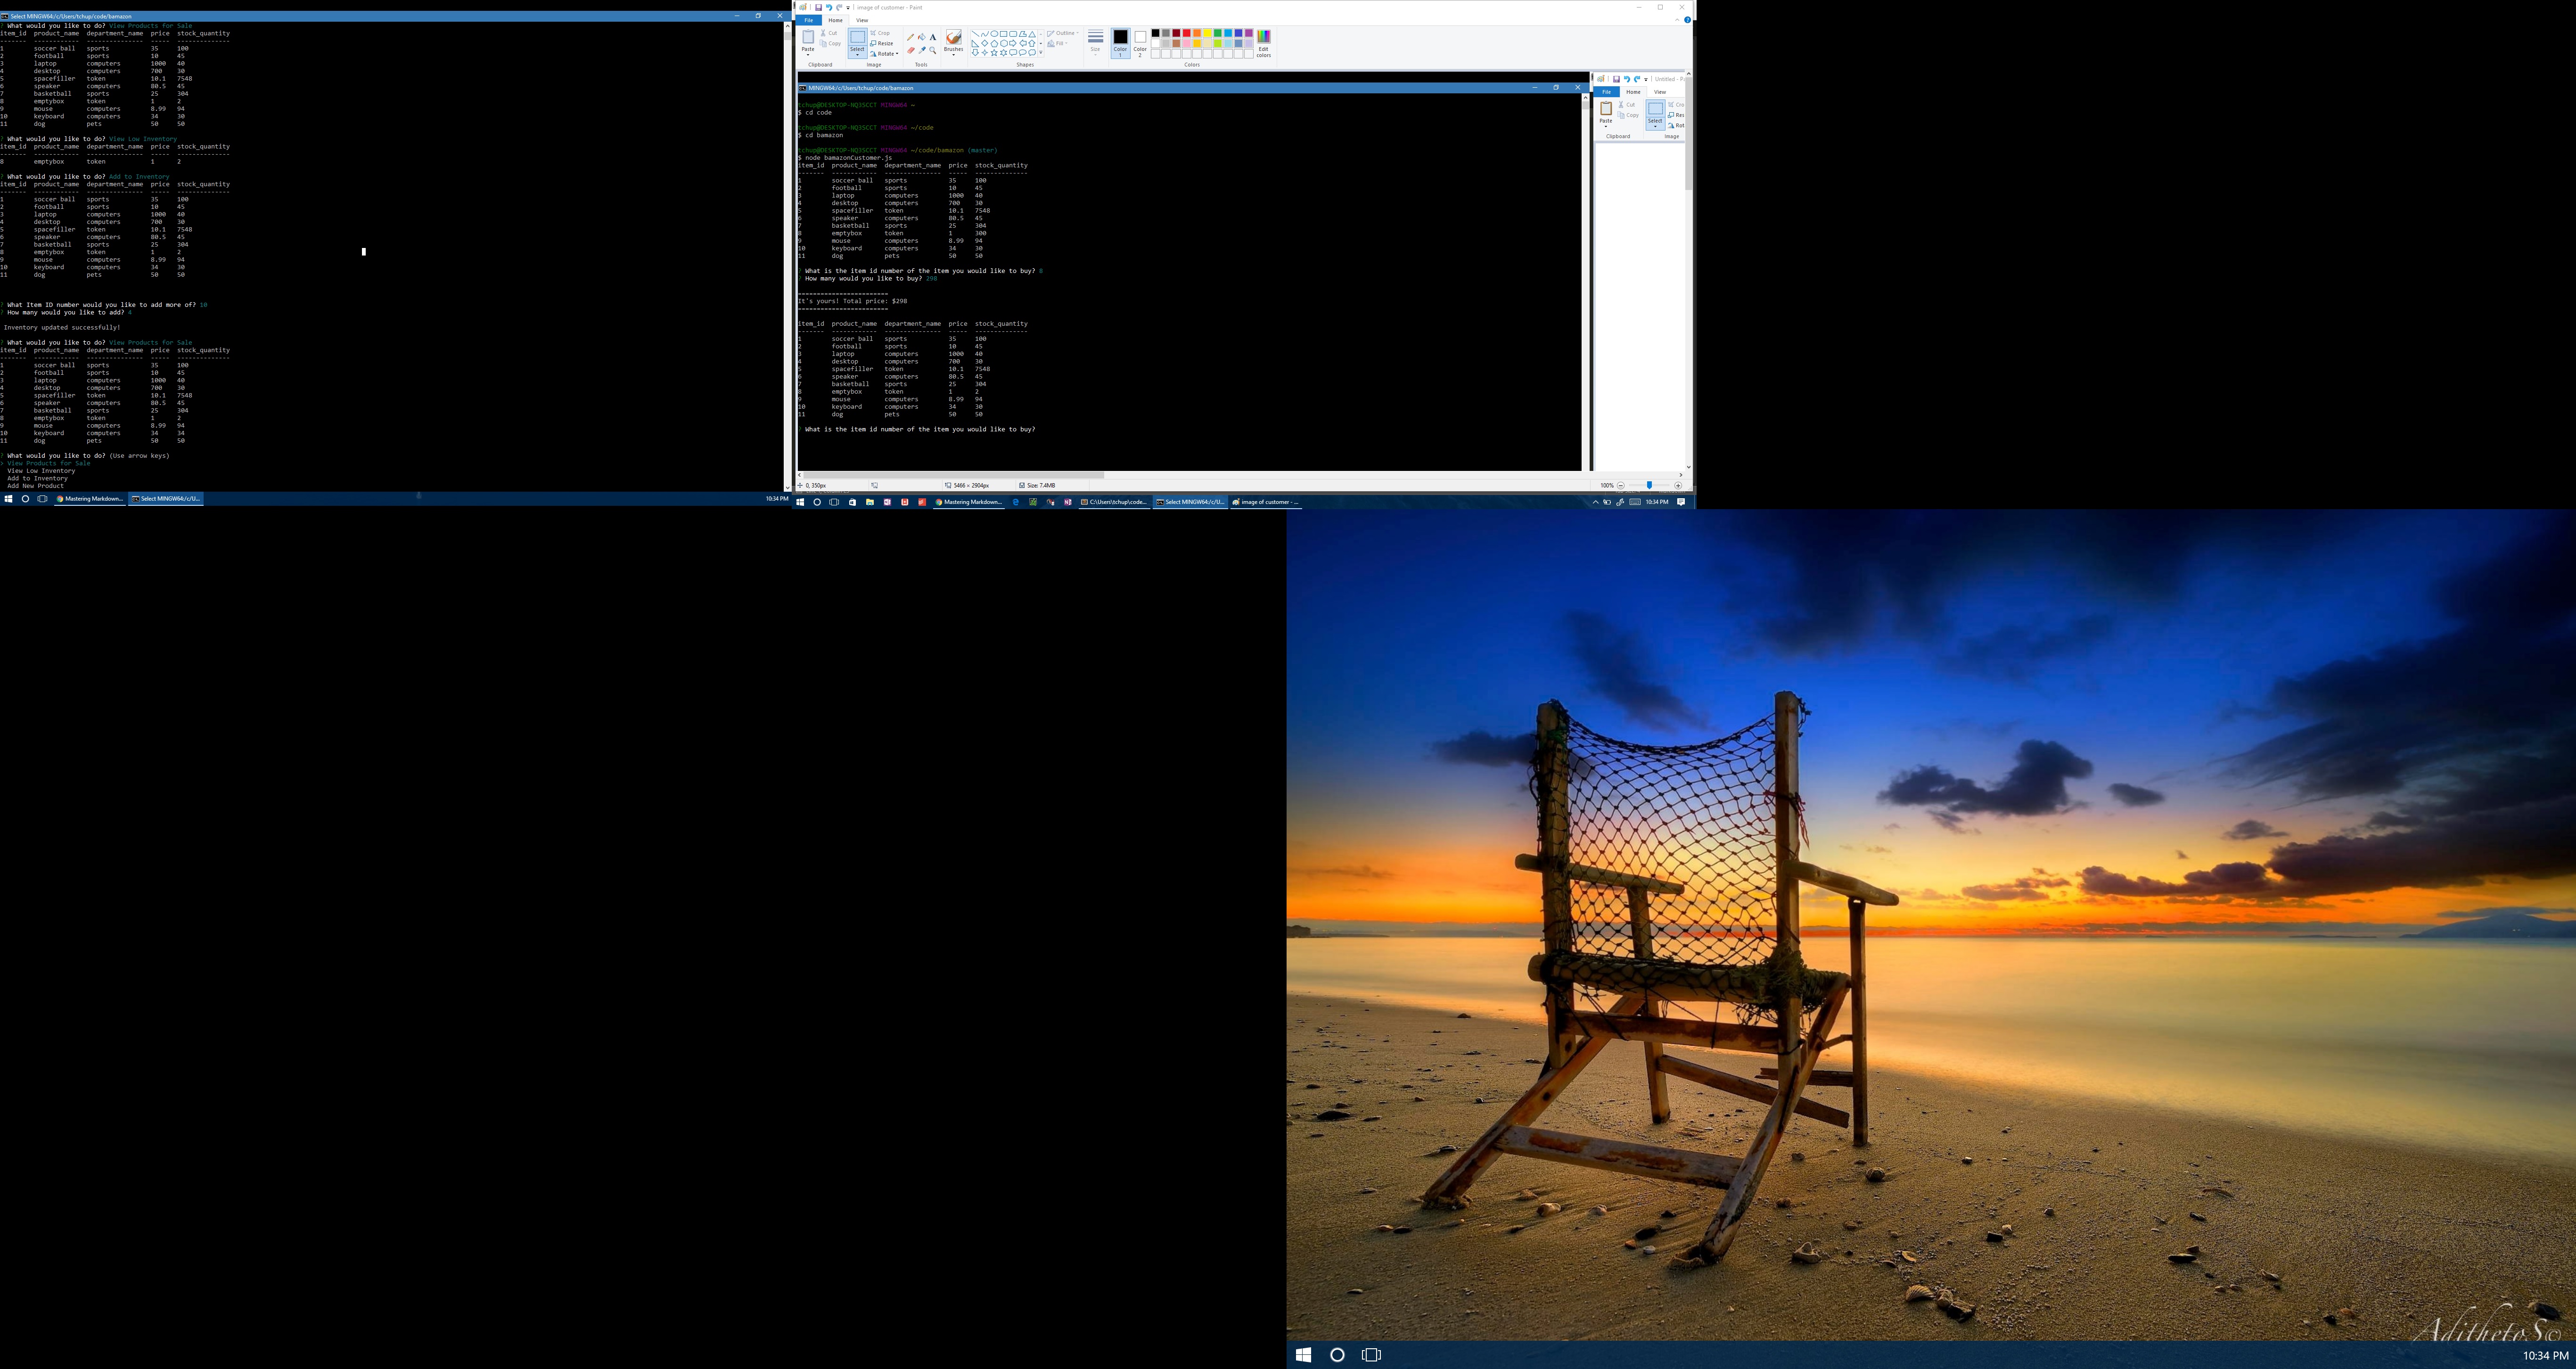 Select MINGW64:/c/Users/tchup/code/bamazon
? What would you like to do? View Products for Sale
item_id  product_name  department_name  price  stock_quantity
-------  ------------  ---------------  -----  --------------
1        soccer ball   sports           35     100
2        football      sports           10     45
3        laptop        computers        1000   40
4        desktop       computers        700    30
5        spacefiller   token            10.1   7548
6        speaker       computers        80.5   45
7        basketball    sports           25     304
8        emptybox      token            1      2
9        mouse         computers        8.99   94
10       keyboard      computers        34     30
11       dog           pets             50     50
? What would you like to do? View Low Inventory
item_id  product_name  department_name  price  stock_quantity
-------  ------------  ---------------  -----  --------------
8        emptybox      token            1      2
? What would you like to do? Add to Inventory
item_id  product_name  department_name  price  stock_quantity
-------  ------------  ---------------  -----  --------------
1        soccer ball   sports           35     100
2        football      sports           10     45
3        laptop        computers        1000   40
4        desktop       computers        700    30
5        spacefiller   token            10.1   7548
6        speaker       computers        80.5   45
7        basketball    sports           25     304
8        emptybox      token            1      2
9        mouse         computers        8.99   94
10       keyboard      computers        34     30
11       dog           pets             50     50
? What Item ID number would you like to add more of? 10
? How many would you like to add? 4
Inventory updated successfully!
? What would you like to do? View Products for Sale
item_id  product_name  department_name  price  stock_quantity
-------  ------------  ---------------  -----  --------------
1        soccer ball   sports           35     100
2        football      sports           10     45
3        laptop        computers        1000   40
4        desktop       computers        700    30
5        spacefiller   token            10.1   7548
6        speaker       computers        80.5   45
7        basketball    sports           25     304
8        emptybox      token            1      2
9        mouse         computers        8.99   94
10       keyboard      computers        34     34
11       dog           pets             50     50
? What would you like to do? (Use arrow keys)
> View Products for Sale
View Low Inventory
Add to Inventory
Add New Product
Mastering Markdown... Select MINGW64:/c/U... 10:34 PM
image of customer - Paint
File Home View
Paste Cut Copy Select Crop Resize Rotate Brushes Outline Fill Size Color 1 Color 2 Edit colors
Clipboard Image Tools Shapes Colors
MINGW64:/c/Users/tchup/code/bamazon
tchup@DESKTOP-NQ3SCCT MINGW64 ~
$ cd code
tchup@DESKTOP-NQ3SCCT MINGW64 ~/code
$ cd bamazon
tchup@DESKTOP-NQ3SCCT MINGW64 ~/code/bamazon (master)
$ node bamazonCustomer.js
item_id  product_name  department_name  price  stock_quantity
-------  ------------  ---------------  -----  --------------
1        soccer ball   sports           35     100
2        football      sports           10     45
3        laptop        computers        1000   40
4        desktop       computers        700    30
5        spacefiller   token            10.1   7548
6        speaker       computers        80.5   45
7        basketball    sports           25     304
8        emptybox      token            1      300
9        mouse         computers        8.99   94
10       keyboard      computers        34     30
11       dog           pets             50     50
? What is the item id number of the item you would like to buy? 8
? How many would you like to buy? 298
========================
It's yours! Total price: $298
========================
item_id  product_name  department_name  price  stock_quantity
-------  ------------  ---------------  -----  --------------
1        soccer ball   sports           35     100
2        football      sports           10     45
3        laptop        computers        1000   40
4        desktop       computers        700    30
5        spacefiller   token            10.1   7548
6        speaker       computers        80.5   45
7        basketball    sports           25     304
8        emptybox      token            1      2
9        mouse         computers        8.99   94
10       keyboard      computers        34     30
11       dog           pets             50     50
? What is the item id number of the item you would like to buy?
Untitled - P
File Home View
Paste Cut Copy Select Cro Res Rot
Clipboard Image
0, 350px 5466 × 2904px Size: 7.4MB 100%
Mastering Markdown... C:\Users\tchup\code... Select MINGW64:/c/U... image of customer - ... 10:34 PM
AdithetoS©
10:34 PM